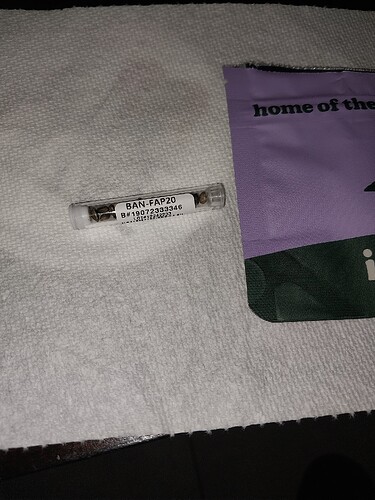 home of the
BAN-FAP20
B#19072333346
i